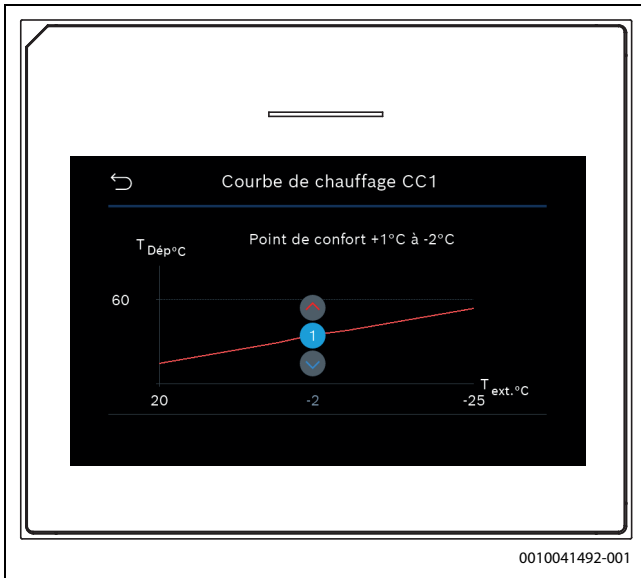 Courbe de chauffage CC1
Point de confort +1°C à -2°C
T Dép°C
60
1
T ext.°C
20
-2
-25
0010041492-001